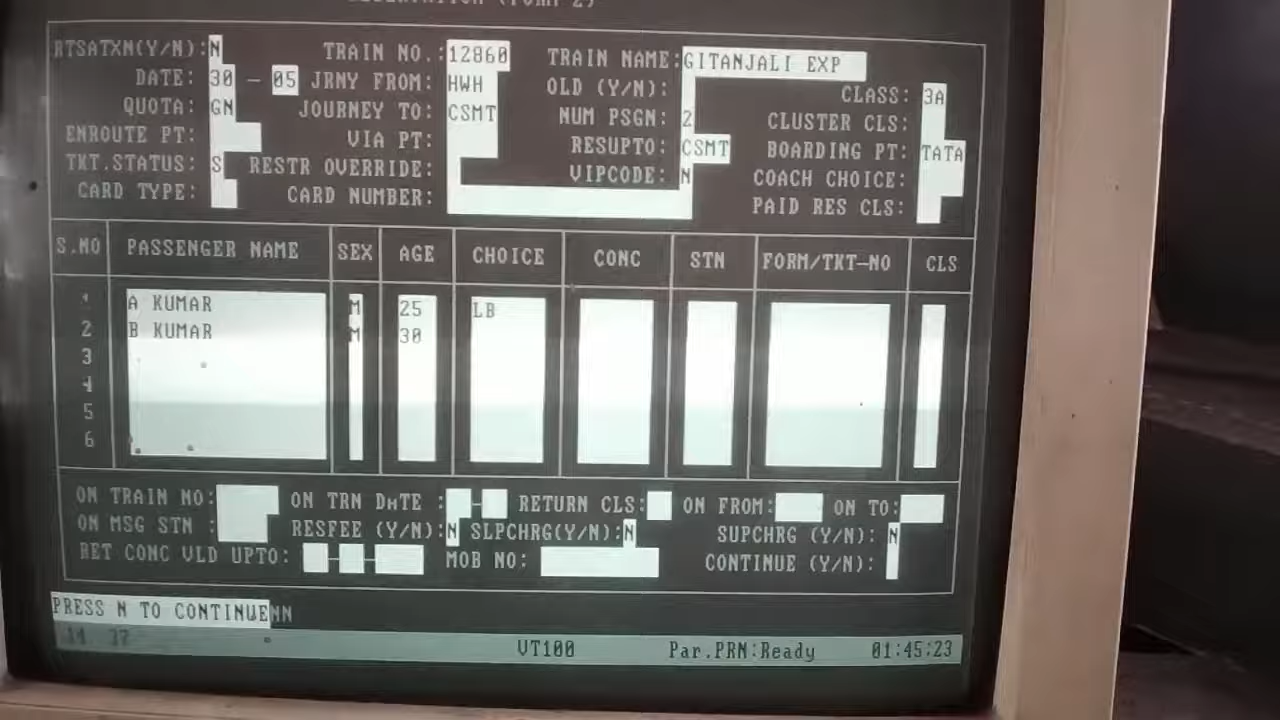 RTSATXN(Y/N):N TRAIN NO.:12860 TRAIN NAME:GITANJALI EXP
DATE: 30 - 05 JRNY FROM: HWH OLD (Y/N): CLASS: 3A
QUOTA: GN JOURNEY TO: CSMT NUM PSGN: 2 CLUSTER CLS:
ENROUTE PT: VIA PT: RESUPTO: CSMT BOARDING PT: TATA
TKT.STATUS: S RESTR OVERRIDE: VIPCODE: N COACH CHOICE:
CARD TYPE: CARD NUMBER: PAID RES CLS:
S.NO PASSENGER NAME SEX AGE CHOICE CONC STN FORM/TKT-NO CLS
1 A KUMAR M 25 LB
2 B KUMAR M 30
3
4
5
6
ON TRAIN NO: ON TRN DATE : - RETURN CLS: ON FROM: ON TO:
ON MSG STN : RESFEE (Y/N):N SLPCHRG(Y/N):N SUPCHRG (Y/N): N
RET CONC VLD UPTO: - - MOB NO: CONTINUE (Y/N):
PRESS N TO CONTINUENN
VT100 Par.PRN:Ready 01:45:23